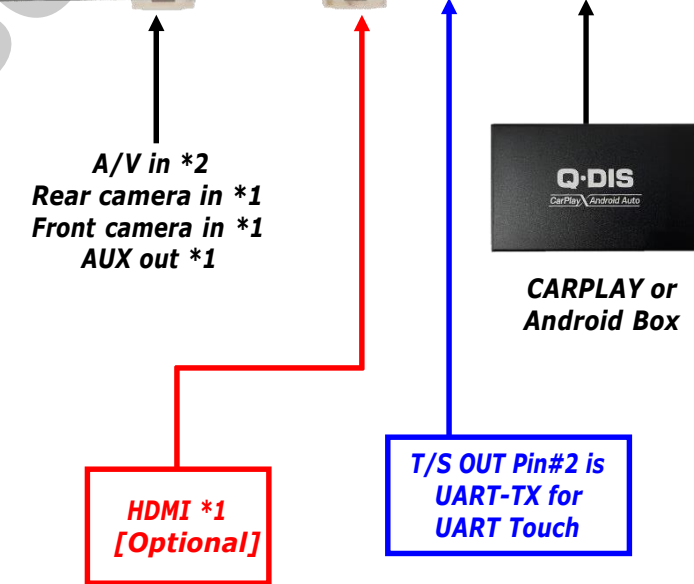 A/V in *2
Rear camera in *1
Front camera in *1
AUX out *1
Q·DIS
CarPlay Android Auto
CARPLAY or
Android Box
T/S OUT Pin#2 is
UART-TX for
UART Touch
HDMI *1
[Optional]